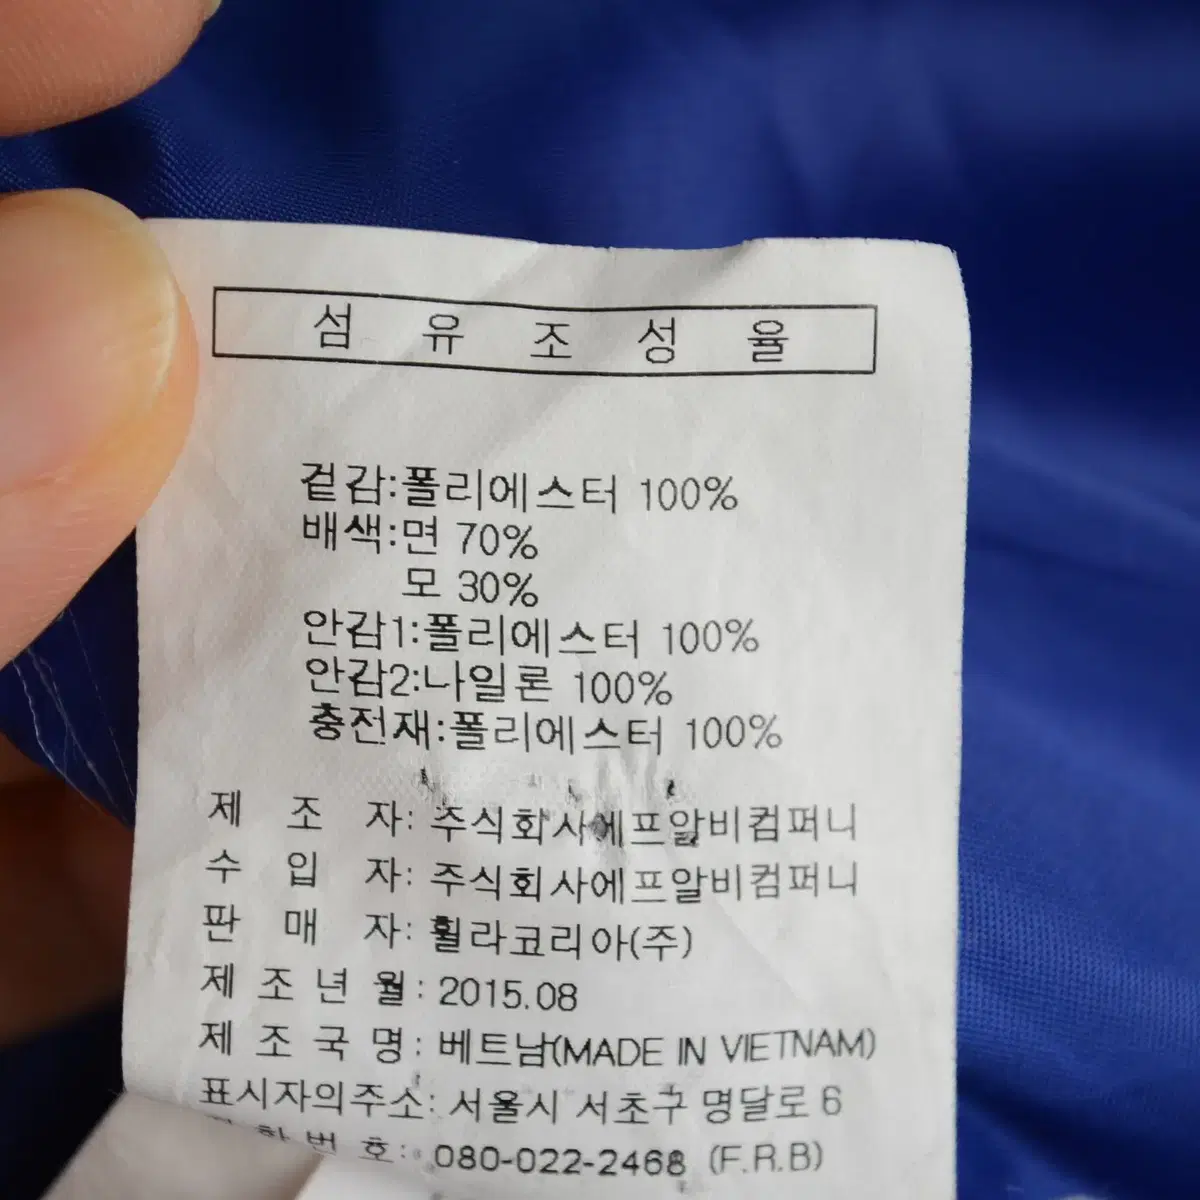 섬 유 조 성 율
겉감:폴리에스터 100%
배색:면 70%
모 30%
안감1:폴리에스터 100%
안감2:나일론 100%
충전재:폴리에스터 100%
제 조 자: 주식회사에프알비컴퍼니
수 입 자: 주식회사에프알비컴퍼니
판 매 자: 휠라코리아(주)
제 조 년 월: 2015.08
제 조 국 명: 베트남(MADE IN VIETNAM)
표시자의주소: 서울시 서초구 명달로 6
번 호: 080-022-2468 (F.R.B)